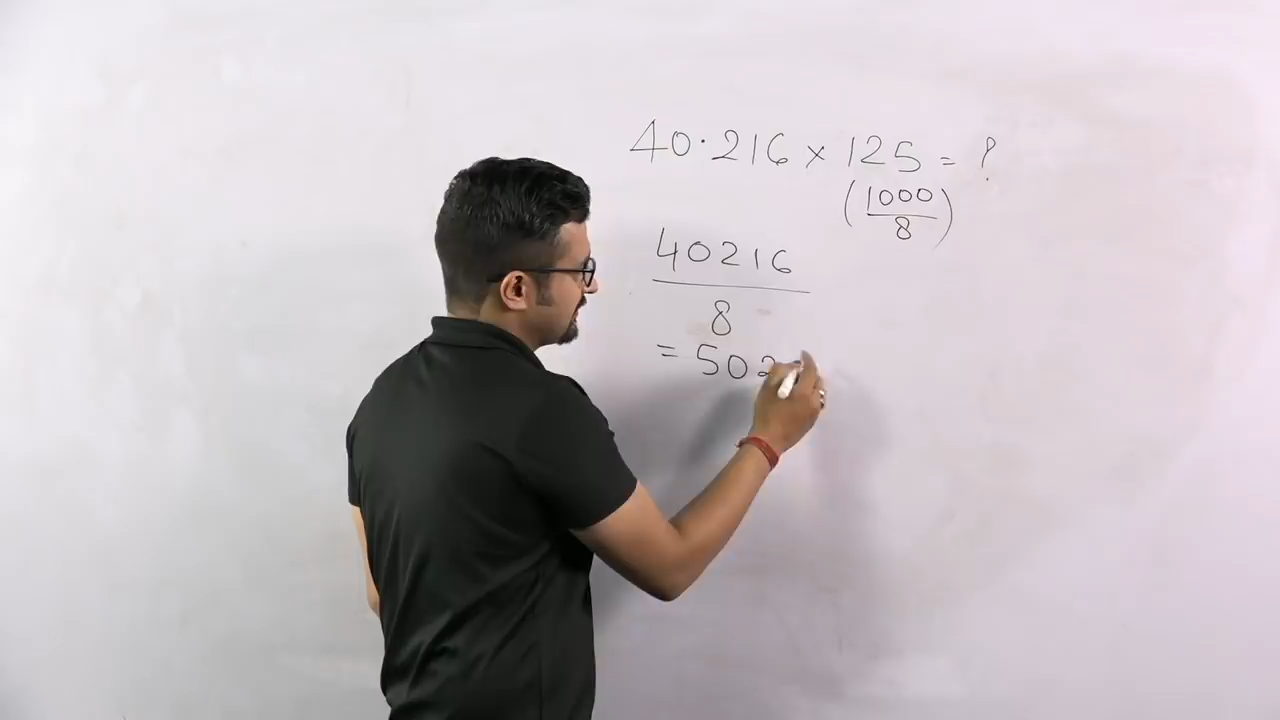 40·216 × 125 = ?
(1000/8)
40216
8
= 502